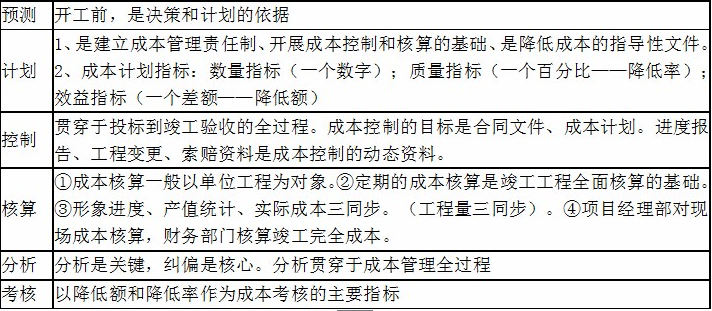 预测 开工前，是决策和计划的依据
1、是建立成本管理责任制、开展成本控制和核算的基础、是降低成本的指导性文件。
计划 2、成本计划指标：数量指标（一个数字）；质量指标（一个百分比——降低率）；
效益指标（一个差额——降低额）
控制 贯穿于投标到竣工验收的全过程。成本控制的目标是合同文件、成本计划。进度报
告、工程变更、索赔资料是成本控制的动态资料。
①成本核算一般以单位工程为对象。②定期的成本核算是竣工工程全面核算的基础。
核算 ③形象进度、产值统计、实际成本三同步。（工程量三同步）。④项目经理部对现
场成本核算，财务部门核算竣工完全成本。
分析 分析是关键，纠偏是核心。分析贯穿于成本管理全过程
考核 以降低额和降低率作为成本考核的主要指标